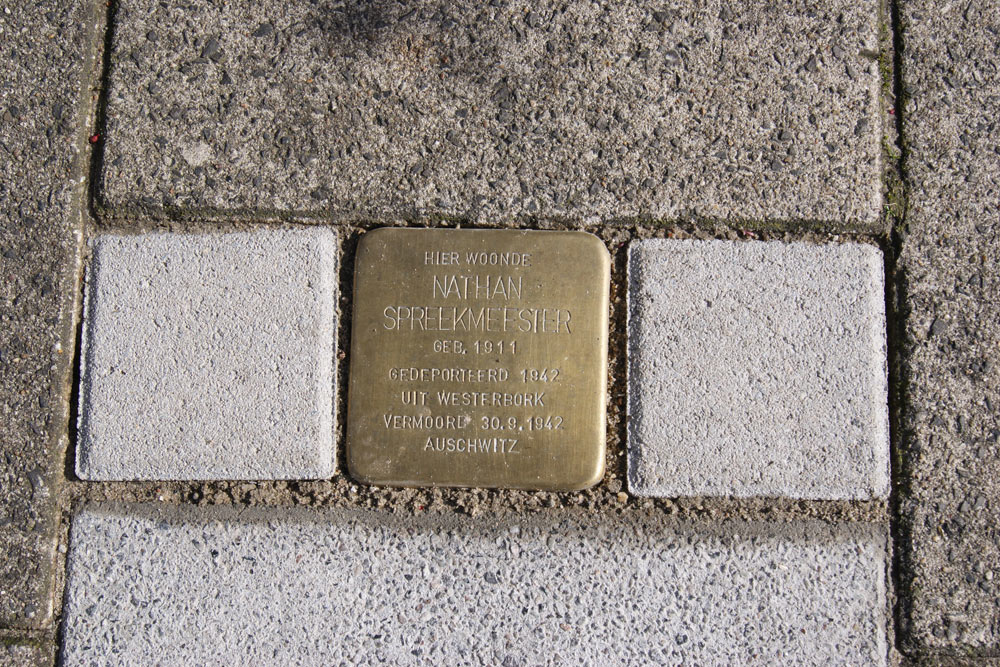 HIER WOONDE
NATHAN
SPREEKMEESTER
GEB. 1911
GEDEPORTEERD 1942
UIT WESTERBORK
VERMOORD 30.9.1942
AUSCHWITZ